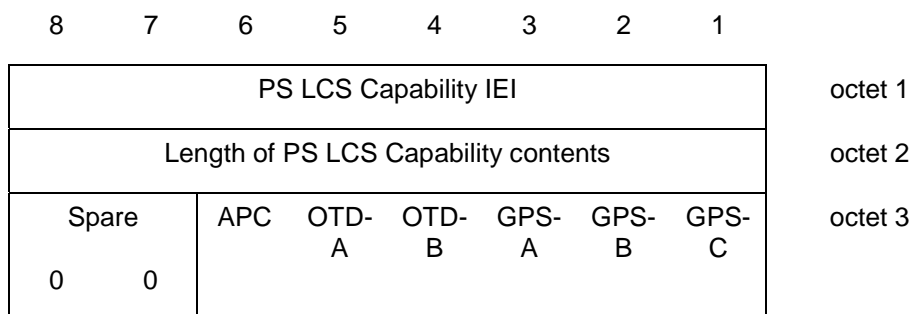 8 7 6 5 4 3 2 1
PS LCS Capability IEI octet 1
Length of PS LCS Capability contents octet 2
Spare APC OTD- OTD- GPS- GPS- GPS- octet 3
A B A B C
0 0